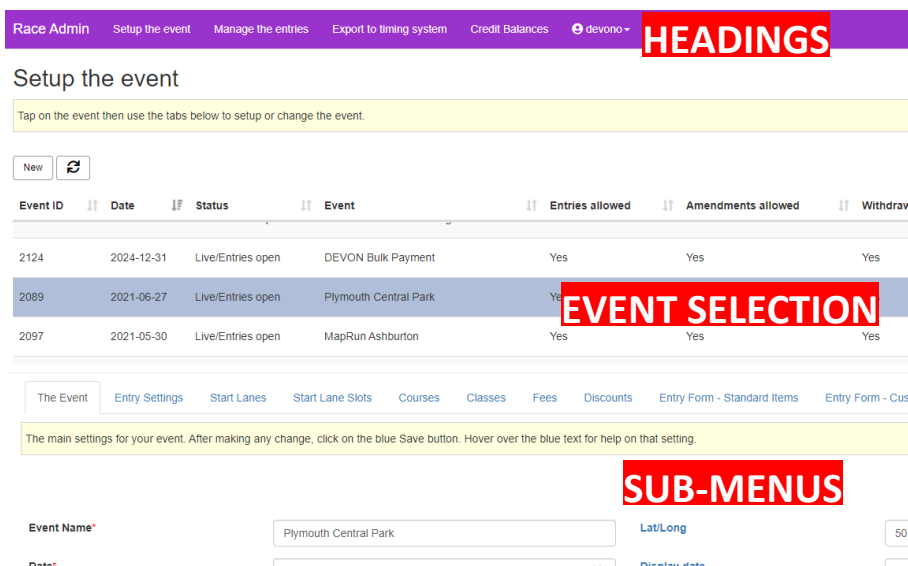 Race Admin Setup the event Manage the entries Export to timing system Credit Balances devono HEADINGS
Setup the event
Tap on the event then use the tabs below to setup or change the event.
New
Event ID Date Status Event Entries allowed Amendments allowed Withdraw
2124 2024-12-31 Live/Entries open DEVON Bulk Payment Yes Yes Yes
2089 2021-06-27 Live/Entries open Plymouth Central Park EVENT SELECTION
2097 2021-05-30 Live/Entries open MapRun Ashburton Yes Yes Yes
The Event Entry Settings Start Lanes Start Lane Slots Courses Classes Fees Discounts Entry Form - Standard Items Entry Form - Cus
The main settings for your event. After making any change, click on the blue Save button. Hover over the blue text for help on that setting.
SUB-MENUS
Event Name* Plymouth Central Park Lat/Long 50
Date* Display date